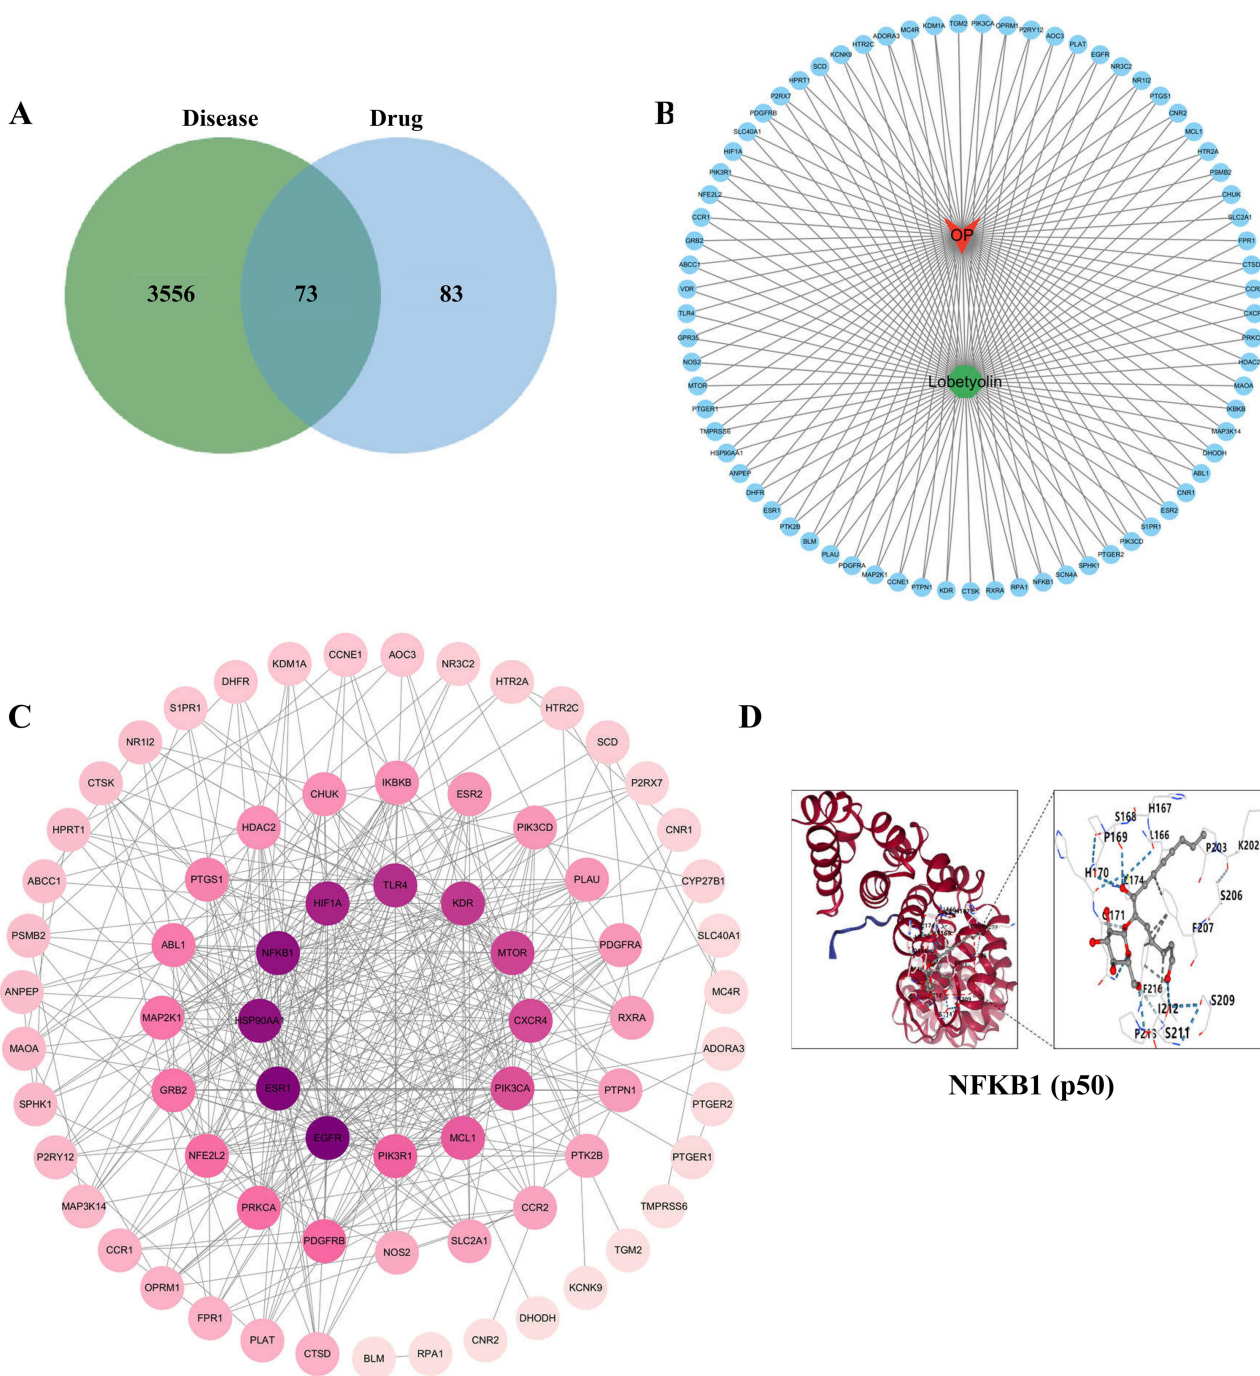 A
Disease
Drug
3556
73
83
B
TGM2
PIK3CA
OPRM1
P2RY12
AOC3
PLAT
EGFR
NR3C2
NR1I2
PTGS1
CNR2
MCL1
HTR2A
PSMB2
CHUK
SLC2A1
FPR1
CTSD
CCR
CXCR
PRKC
HDAC2
MAOA
IKBKB
MAP3K14
DHODH
ABL1
CNR1
ESR2
S1PR1
PIK3CD
PTGER2
SPHK1
SCN4A
NFKB1
RPA1
RXRA
CTSK
KDR
PTPN1
CCNE1
MAP2K1
PDGFRA
PLAU
BLM
PTK2B
ESR1
DHFR
ANPEP
HSP90AA1
TMPRSS6
PTGER1
MTOR
NOS2
GPR35
TLR4
VDR
ABCC1
GRB2
CCR1
NFE2L2
PIK3R1
HIF1A
SLC40A1
PDGFRB
P2RX7
HPRT1
SCD
KCNK9
HTR2C
ADORA3
MC4R
KDM1A
OP
Lobetyolin
C
CCNE1
AOC3
NR3C2
HTR2A
HTR2C
SCD
P2RX7
CNR1
CYP27B1
SLC40A1
MC4R
ADORA3
PTGER2
PTGER1
TMPRSS6
TGM2
KCNK9
DHODH
CNR2
RPA1
BLM
CTSD
PLAT
FPR1
OPRM1
CCR1
MAP3K14
P2RY12
SPHK1
MAOA
ANPEP
PSMB2
ABCC1
HPRT1
CTSK
NR1I2
S1PR1
DHFR
KDM1A
IKBKB
ESR2
PIK3CD
PLAU
PDGFRA
RXRA
PTPN1
PTK2B
CCR2
SLC2A1
NOS2
PDGFRB
PRKCA
NFE2L2
GRB2
MAP2K1
ABL1
PTGS1
HDAC2
CHUK
TLR4
KDR
MTOR
CXCR4
PIK3CA
MCL1
PIK3R1
EGFR
ESR1
HSP90AA1
NFKB1
HIF1A
D
H167
S168
P169
L166
P203
K202
H170
L174
S206
C171
F207
F216
S209
I212
P213
S211
NFKB1 (p50)